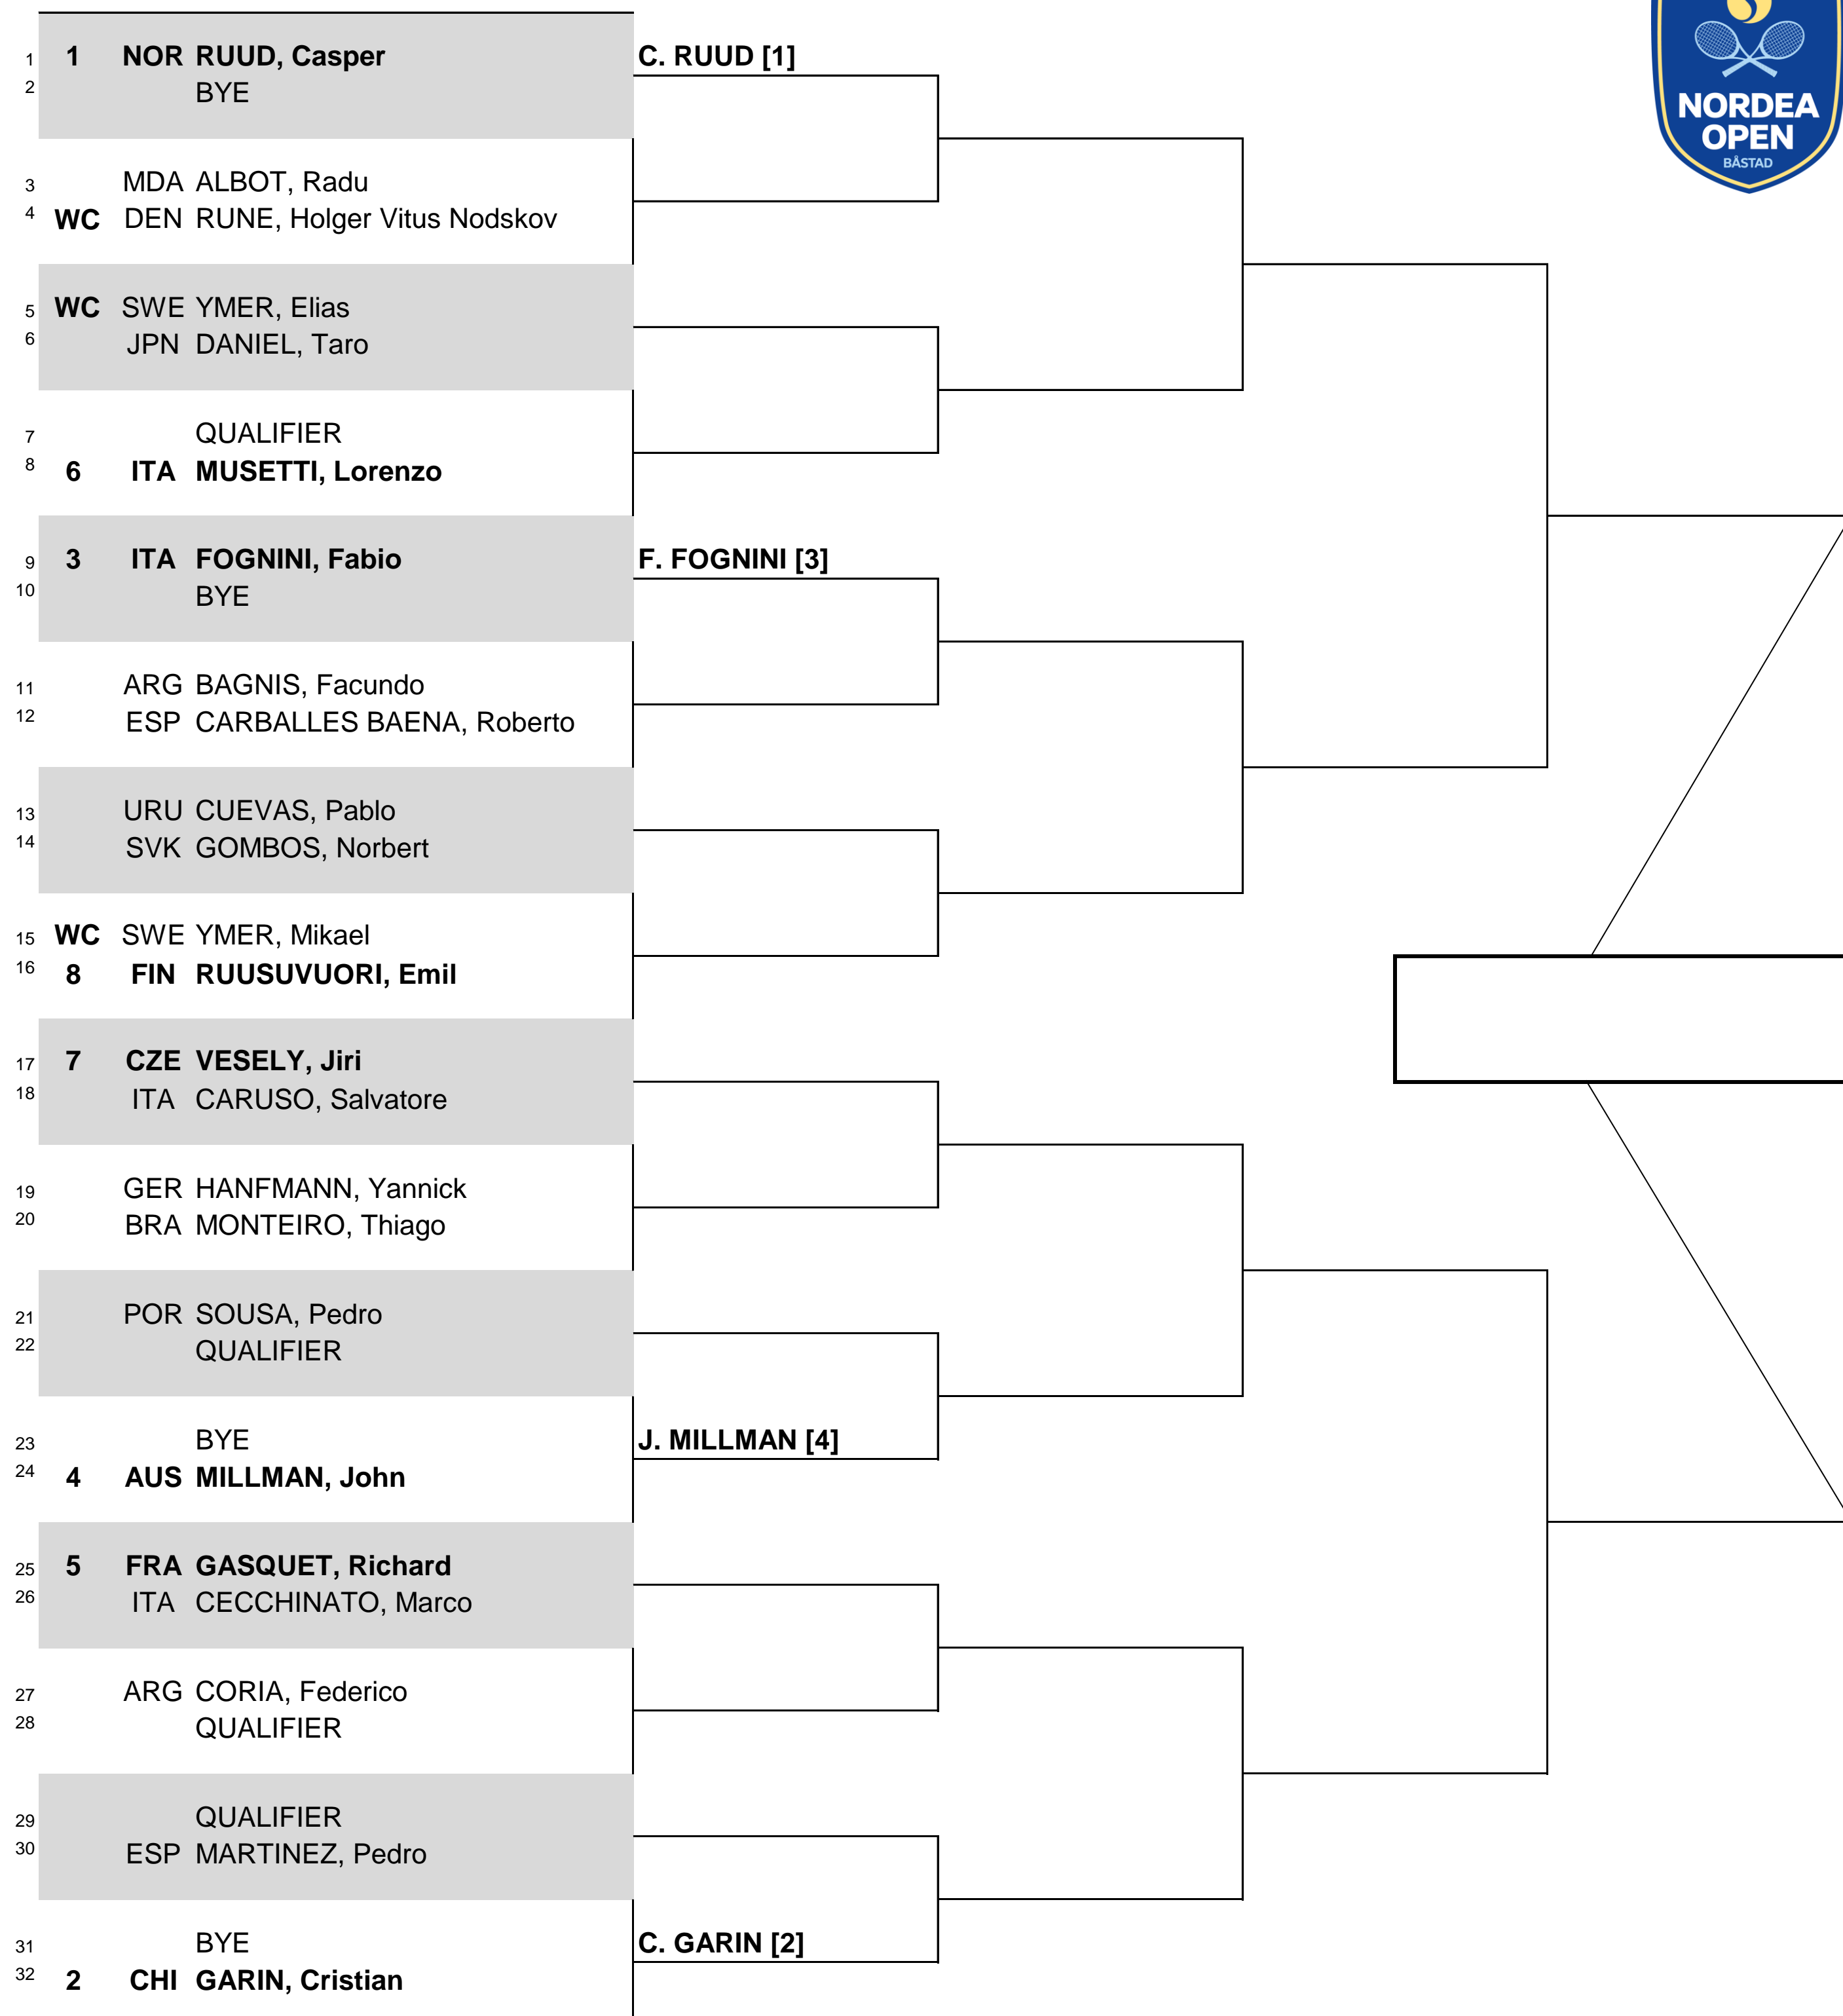 1 1 NOR RUUD, Casper C. RUUD [1]
2 BYE
NORDEA
OPEN
BÅSTAD
3 MDA ALBOT, Radu
4 WC DEN RUNE, Holger Vitus Nodskov
5 WC SWE YMER, Elias
6 JPN DANIEL, Taro
7 QUALIFIER
8 6 ITA MUSETTI, Lorenzo
9 3 ITA FOGNINI, Fabio F. FOGNINI [3]
10 BYE
11 ARG BAGNIS, Facundo
12 ESP CARBALLES BAENA, Roberto
13 URU CUEVAS, Pablo
14 SVK GOMBOS, Norbert
15 WC SWE YMER, Mikael
16 8 FIN RUUSUVUORI, Emil
17 7 CZE VESELY, Jiri
18 ITA CARUSO, Salvatore
19 GER HANFMANN, Yannick
20 BRA MONTEIRO, Thiago
21 POR SOUSA, Pedro
22 QUALIFIER
23 BYE J. MILLMAN [4]
24 4 AUS MILLMAN, John
25 5 FRA GASQUET, Richard
26 ITA CECCHINATO, Marco
27 ARG CORIA, Federico
28 QUALIFIER
29 QUALIFIER
30 ESP MARTINEZ, Pedro
31 BYE C. GARIN [2]
32 2 CHI GARIN, Cristian